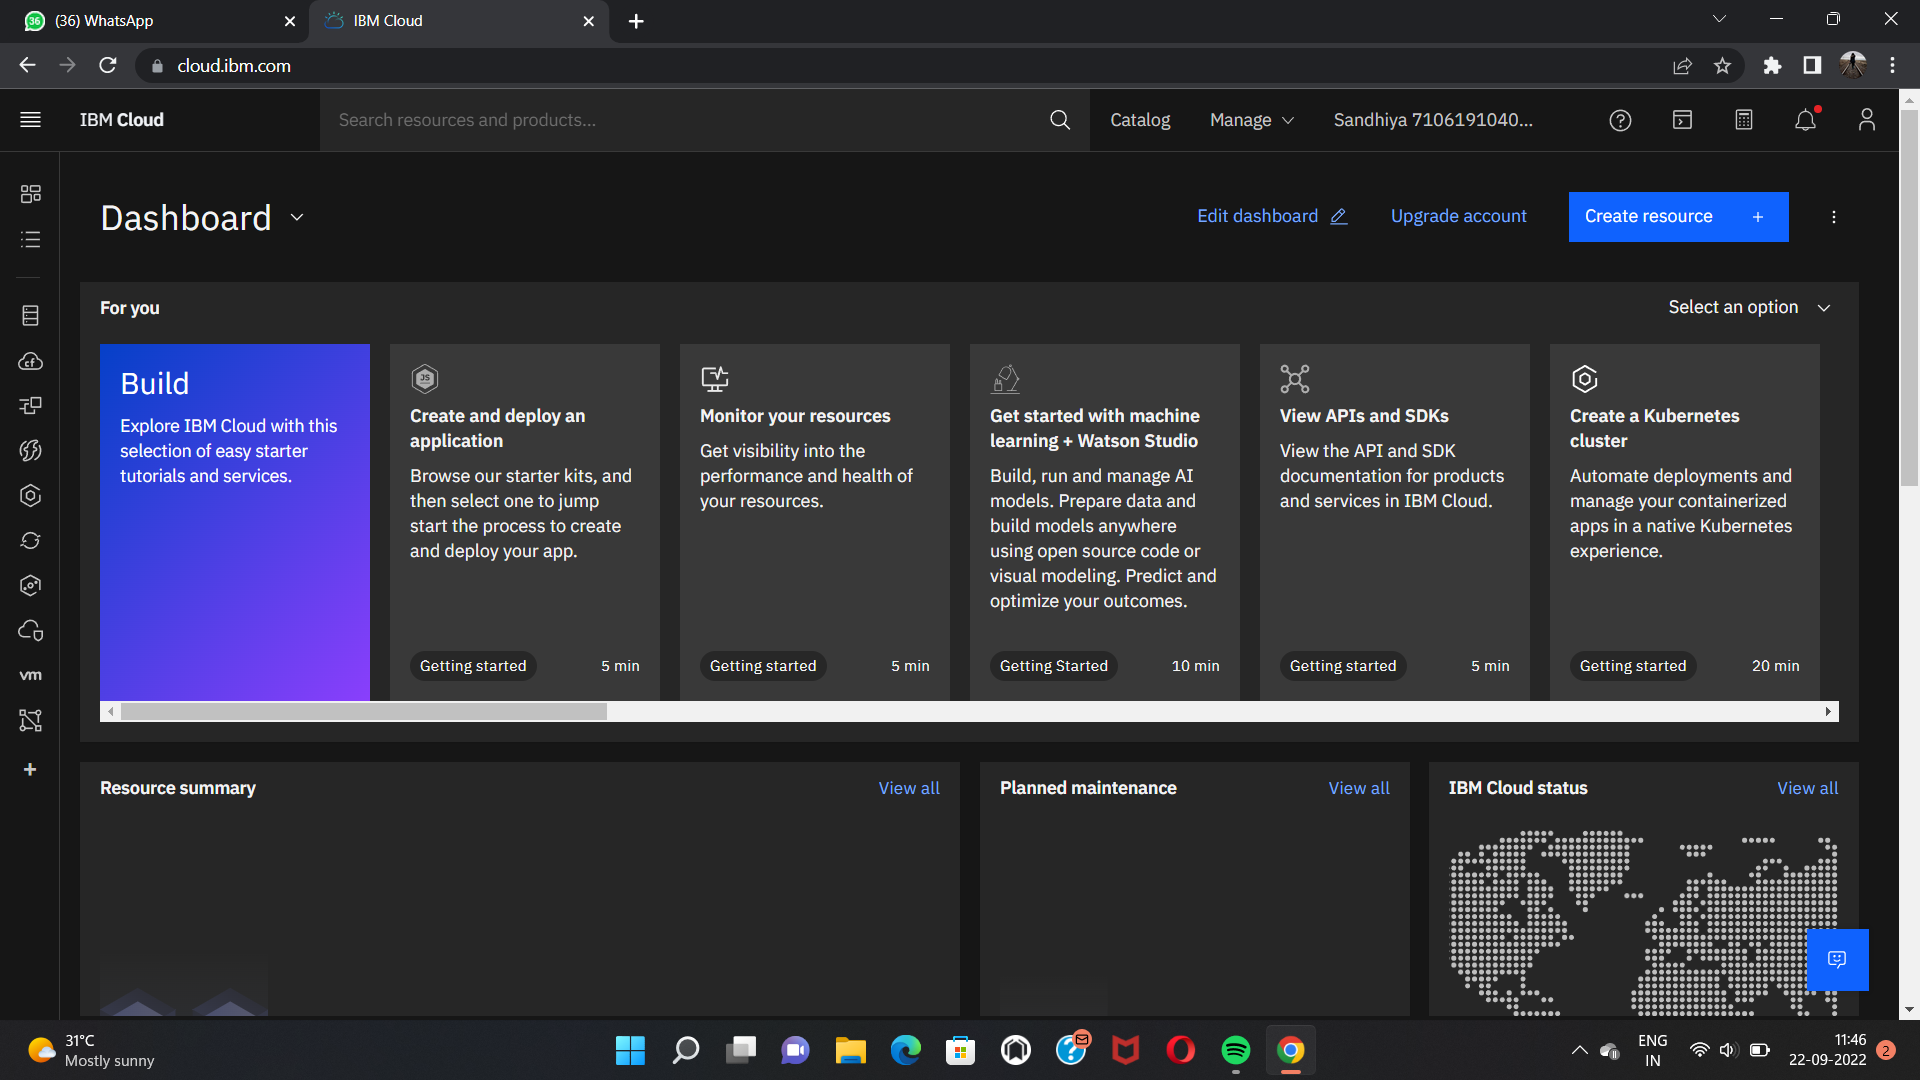 36 (36) WhatsApp
IBM Cloud
cloud.ibm.com
IBM Cloud
Search resources and products...
Catalog
Manage
Sandhiya 7106191040...
Dashboard
Edit dashboard
Upgrade account
Create resource +
For you
Select an option
Build
Explore IBM Cloud with this
selection of easy starter
tutorials and services.
JS
Create and deploy an
application
Browse our starter kits, and
then select one to jump
start the process to create
and deploy your app.
Getting started 5 min
Monitor your resources
Get visibility into the
performance and health of
your resources.
Getting started 5 min
Get started with machine
learning + Watson Studio
Build, run and manage AI
models. Prepare data and
build models anywhere
using open source code or
visual modeling. Predict and
optimize your outcomes.
Getting Started 10 min
View APIs and SDKs
View the API and SDK
documentation for products
and services in IBM Cloud.
Getting started 5 min
Create a Kubernetes
cluster
Automate deployments and
manage your containerized
apps in a native Kubernetes
experience.
Getting started 20 min
cf
vm
Resource summary
View all
Planned maintenance
View all
IBM Cloud status
View all
31°C
Mostly sunny
ENG
IN
11:46
22-09-2022
2